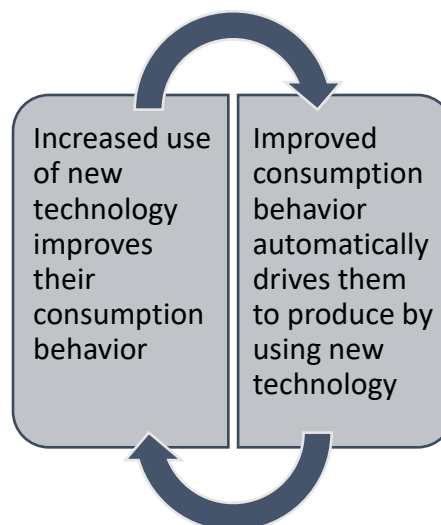 Increased use
of new
technology
improves
their
consumption
behavior
Improved
consumption
behavior
automatically
drives them
to produce by
using new
technology